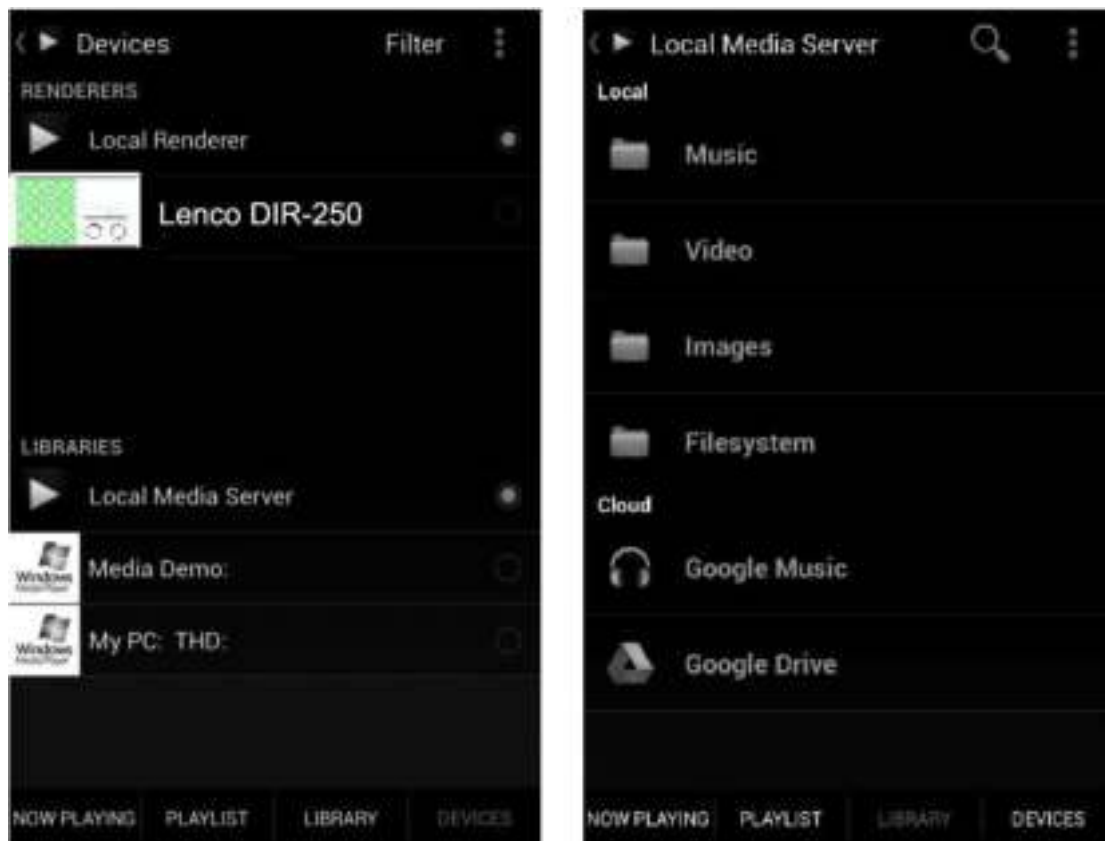 Devices
Filter
RENDERERS
Local Renderer
Lenco DIR-250
LIBRARIES
Local Media Server
Windows
Media Demo:
Windows
My PC: THD:
NOW PLAYING
PLAYLIST
LIBRARY
DEVICES
Local Media Server
Local
Music
Video
Images
Filesystem
Cloud
Google Music
Google Drive
NOW PLAYING
PLAYLIST
LIBRARY
DEVICES